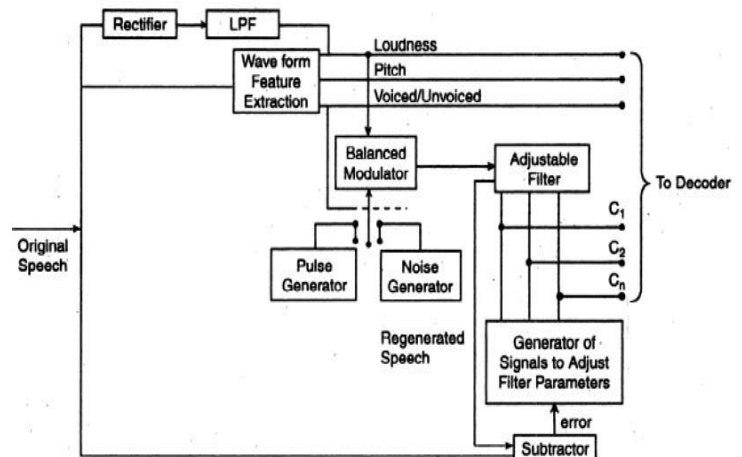 Rectifier
LPF
Loudness
Wave form
Feature
Extraction
Pitch
Voiced/Unvoiced
Balanced
Modulator
Adjustable
Filter
To Decoder
C1
Original
Speech
C2
Pulse
Generator
Noise
Generator
Cn
Regenerated
Speech
Generator of
Signals to Adjust
Filter Parameters
error
Subtractor